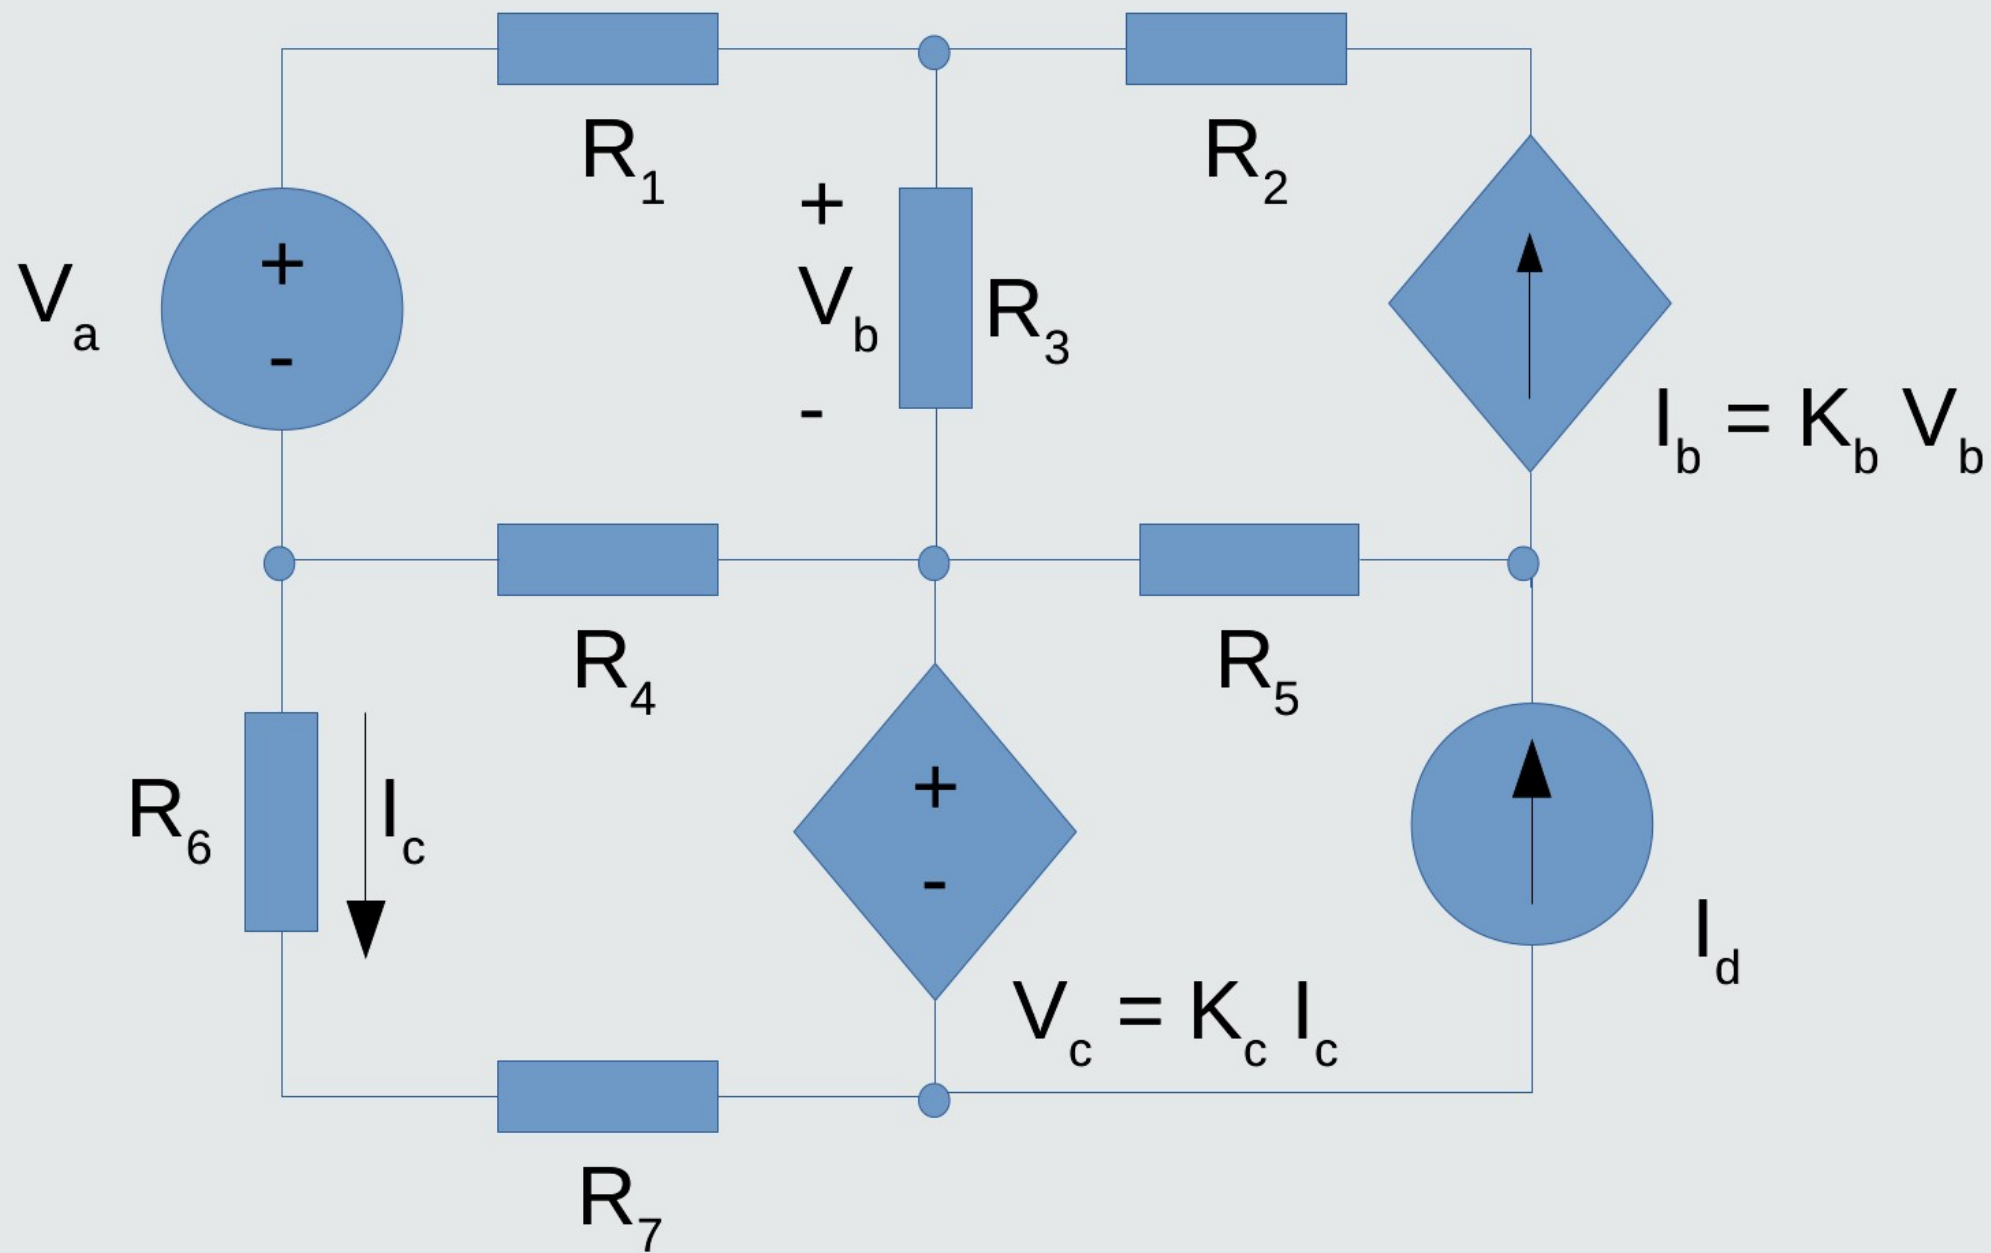 R1
R2
+
Va
-
+
Vb
-
R3
Ib = Kb Vb
R4
R5
R6
Ic
+
-
Id
Vc = Kc Ic
R7